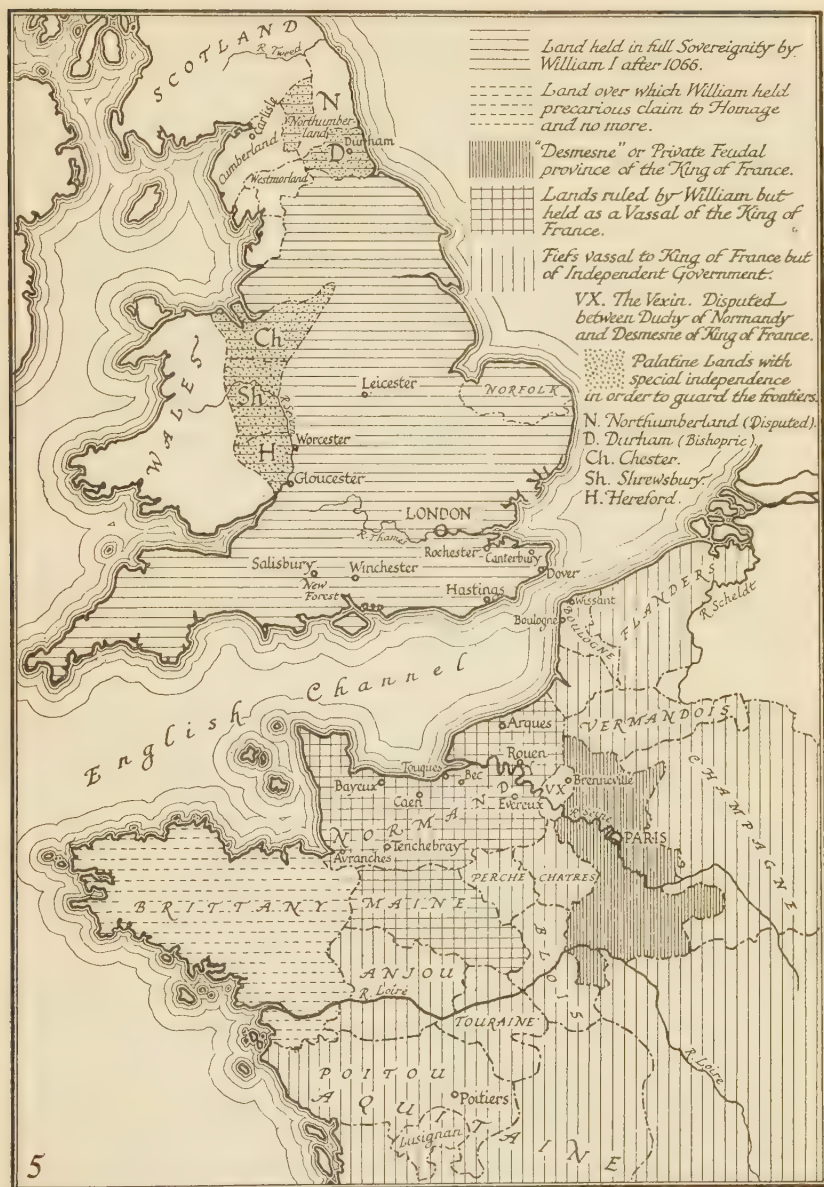 SCOTLAND
R. Tweed
Land held in full Sovereignity by
William I after 1066.
Land over which William held
precarious claim to Homage
and no more.
"Desmesne" or Private Feudal
province of the King of France.
Lands ruled by William but
held as a Vassal of the King of
France.
Fiefs vassal to King of France but
of Independent Government.
VX. The Vexin. Disputed
between Duchy of Normandy
and Desmesne of King of France.
Palatine Lands with
special independence
in order to guard the frontiers.
N. Northumberland (Disputed).
D. Durham (Bishopric).
Ch. Chester.
Sh. Shrewsbury.
H. Hereford.
N
Carlisle
Northumber-
land
Cumberland
D
Durham
Westmorland
WALES
Ch
Sh
H
R. Severn
Leicester
NORFOLK
Worcester
Gloucester
LONDON
R. Thames
Rochester
Canterbury
Dover
Salisbury
New
Forest
Winchester
Hastings
English Channel
Wissant
Boulogne
BOULOGNE
FLANDERS
R. Scheldt
VERMANDOIS
CHAMPAGNE
Arques
Rouen
Touques
Bec
Bayeux
Caen
Evereux
VX
Brenneville
R. Seine
PARIS
NORMAND
Avranches
Tenchebray
PERCHE
CHATRES
BRITTANY
MAINE
BLOIS
ANJOU
R. Loire
TOURAINE
POITOU
Poitiers
AQUITAINE
Lusignan
R. Loire
5